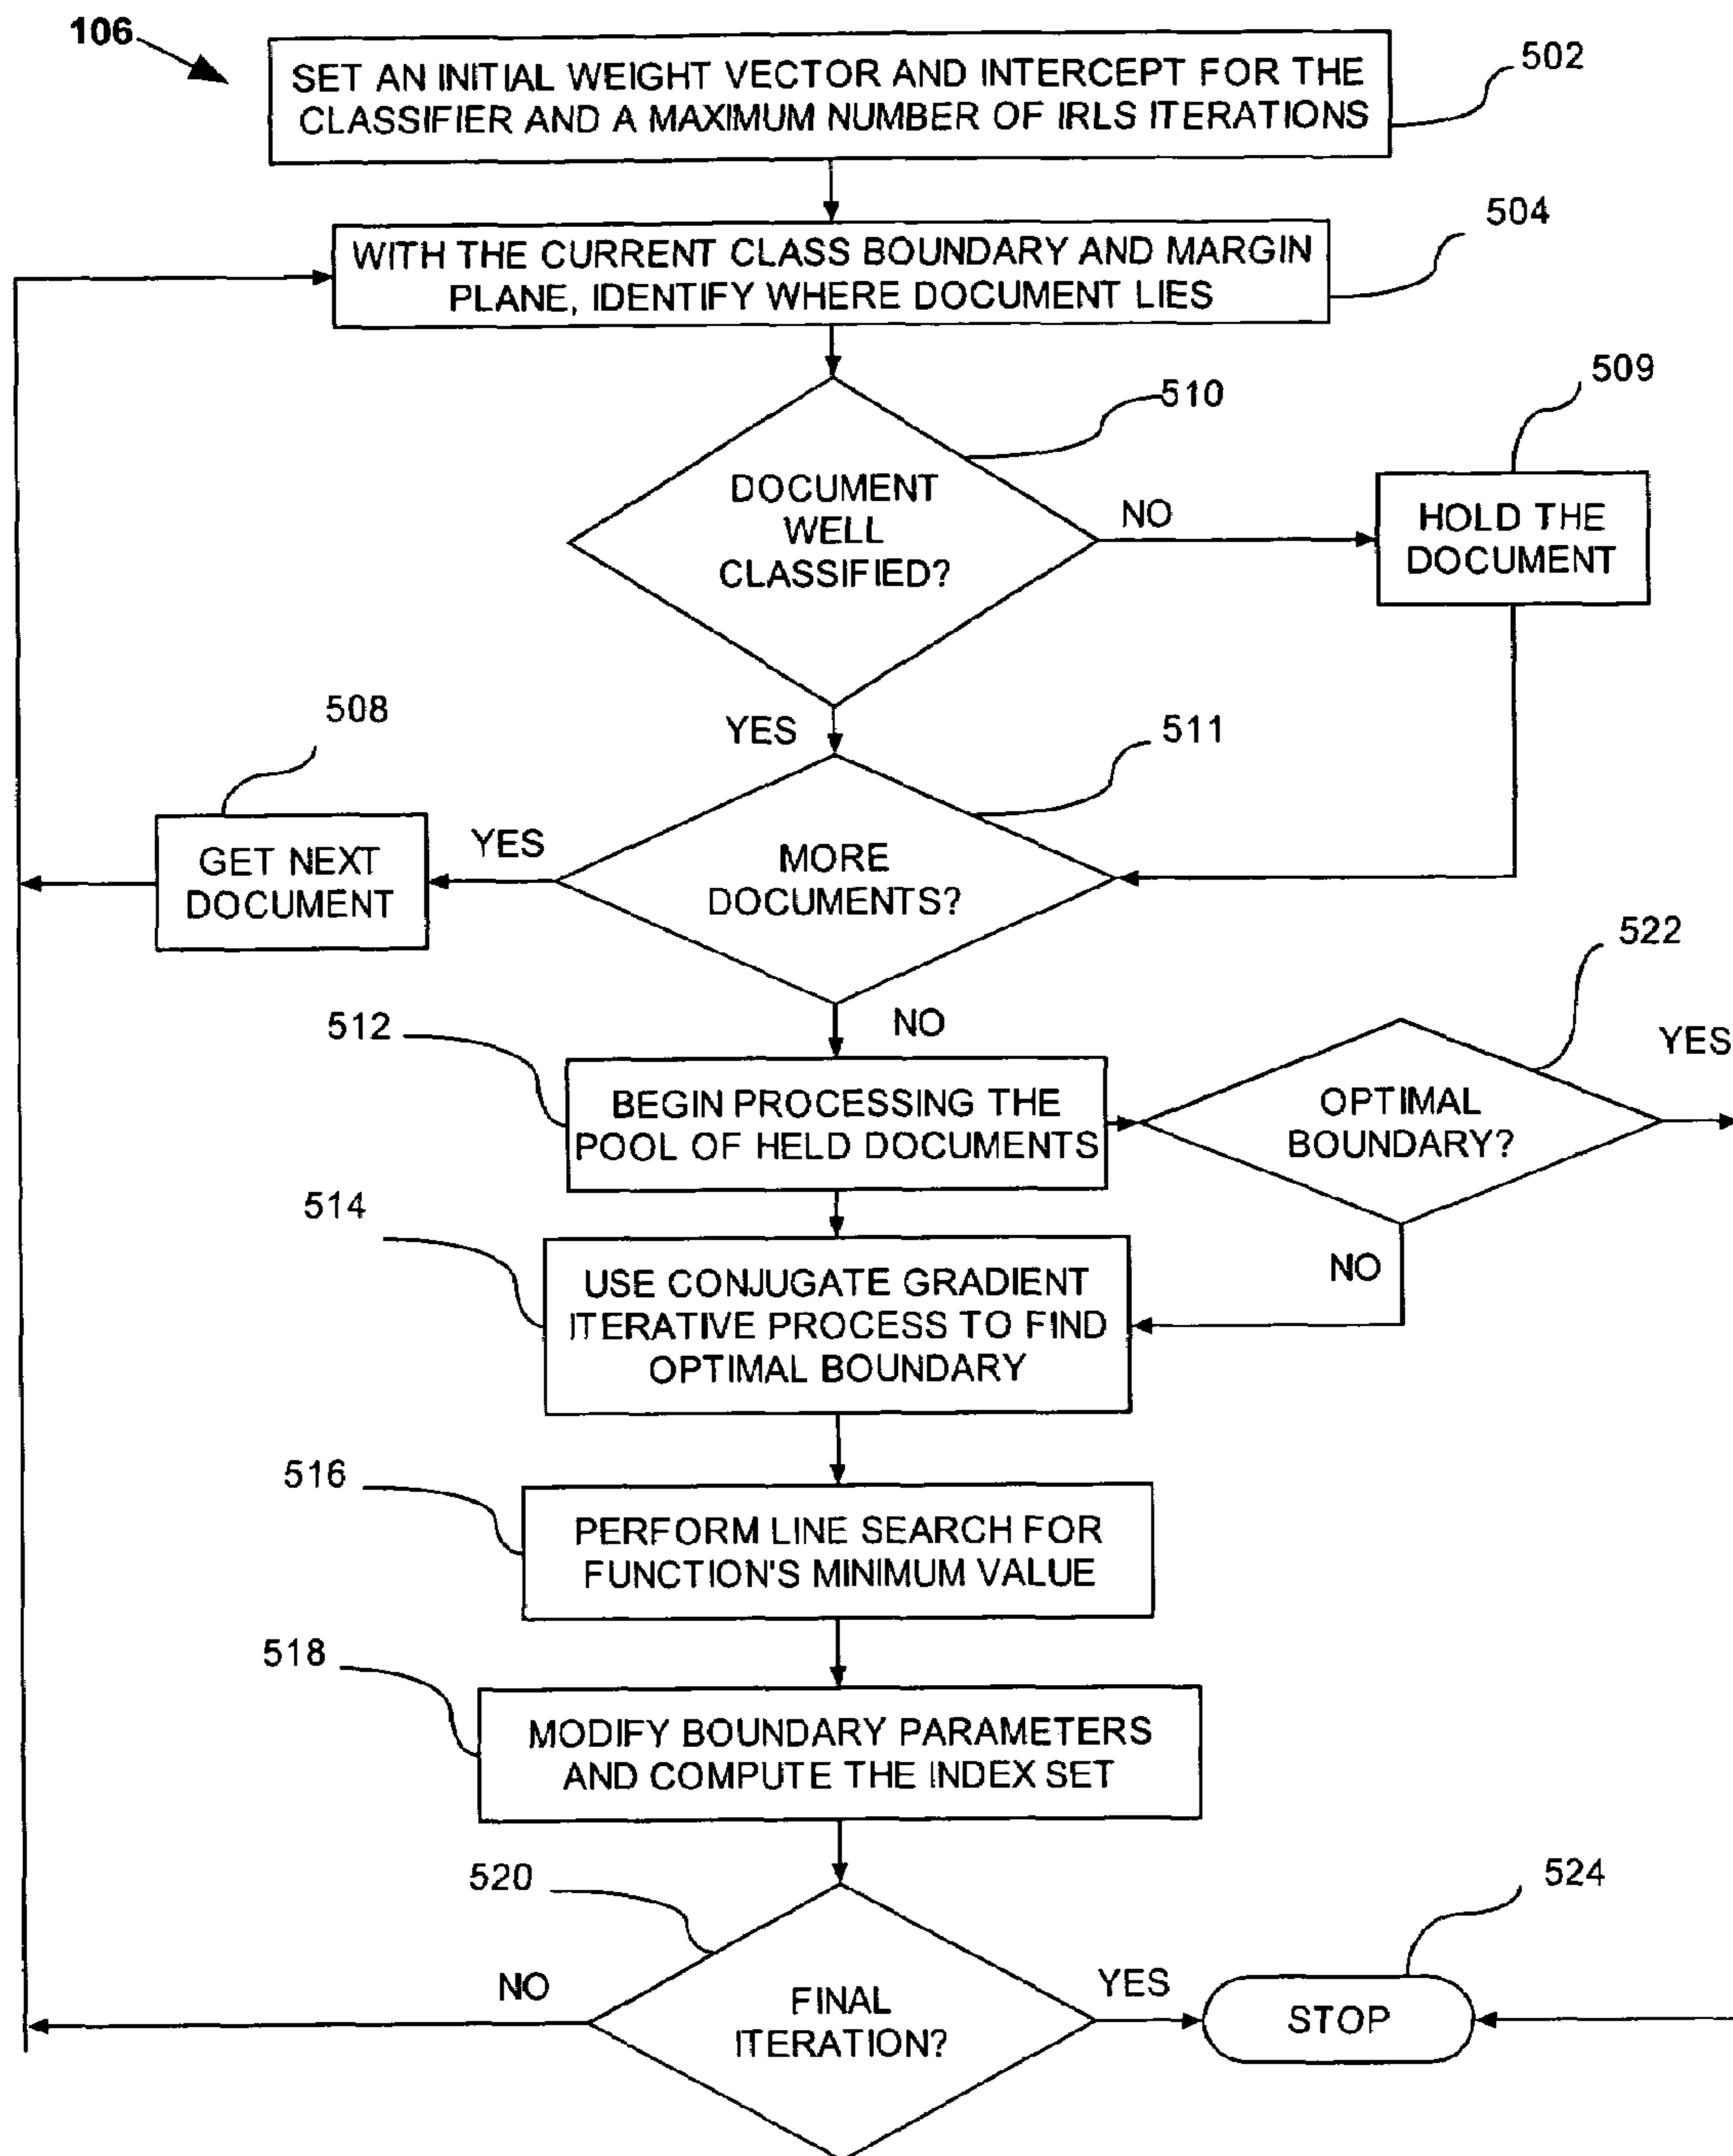 106
SET AN INITIAL WEIGHT VECTOR AND INTERCEPT FOR THE
CLASSIFIER AND A MAXIMUM NUMBER OF IRLS ITERATIONS
502
WITH THE CURRENT CLASS BOUNDARY AND MARGIN
PLANE, IDENTIFY WHERE DOCUMENT LIES
504
510
DOCUMENT
WELL
CLASSIFIED?
NO
509
HOLD THE
DOCUMENT
YES
508
511
GET NEXT
DOCUMENT
YES
MORE
DOCUMENTS?
NO
512
BEGIN PROCESSING THE
POOL OF HELD DOCUMENTS
522
OPTIMAL
BOUNDARY?
YES
NO
514
USE CONJUGATE GRADIENT
ITERATIVE PROCESS TO FIND
OPTIMAL BOUNDARY
516
PERFORM LINE SEARCH FOR
FUNCTION'S MINIMUM VALUE
518
MODIFY BOUNDARY PARAMETERS
AND COMPUTE THE INDEX SET
520
NO
FINAL
ITERATION?
YES
524
STOP